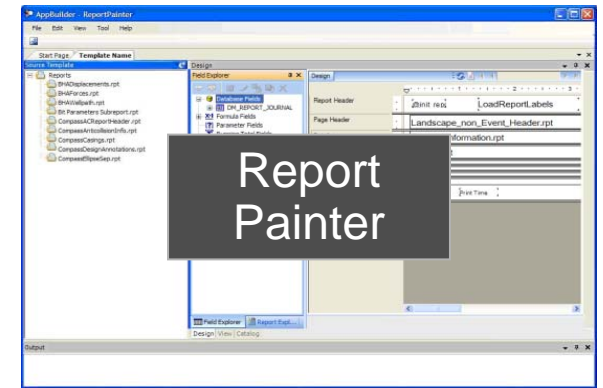 AppBuilder - ReportPainter
File Edit View Tool Help
Start Page Template Name
Source Template
Design
Reports
BHADisplacements.rpt
BHAForces.rpt
BHAWallpath.rpt
Bit Parameters Subreport.rpt
CompassACReportHeader.rpt
CompassAnticollisionInfo.rpt
CompassCasings.rpt
CompassDesignAnnotations.rpt
CompassEllipseSep.rpt
Field Explorer
Database Fields
DM_REPORT_JOURNAL
Formula Fields
Parameter Fields
Running Total Fields
Design
Report Header
LoadReportLabels
Page Header
Landscape_non_Event_Header.rpt
Report
Painter
Print Time
Field Explorer Report Expl...
Design View Catalog
Output